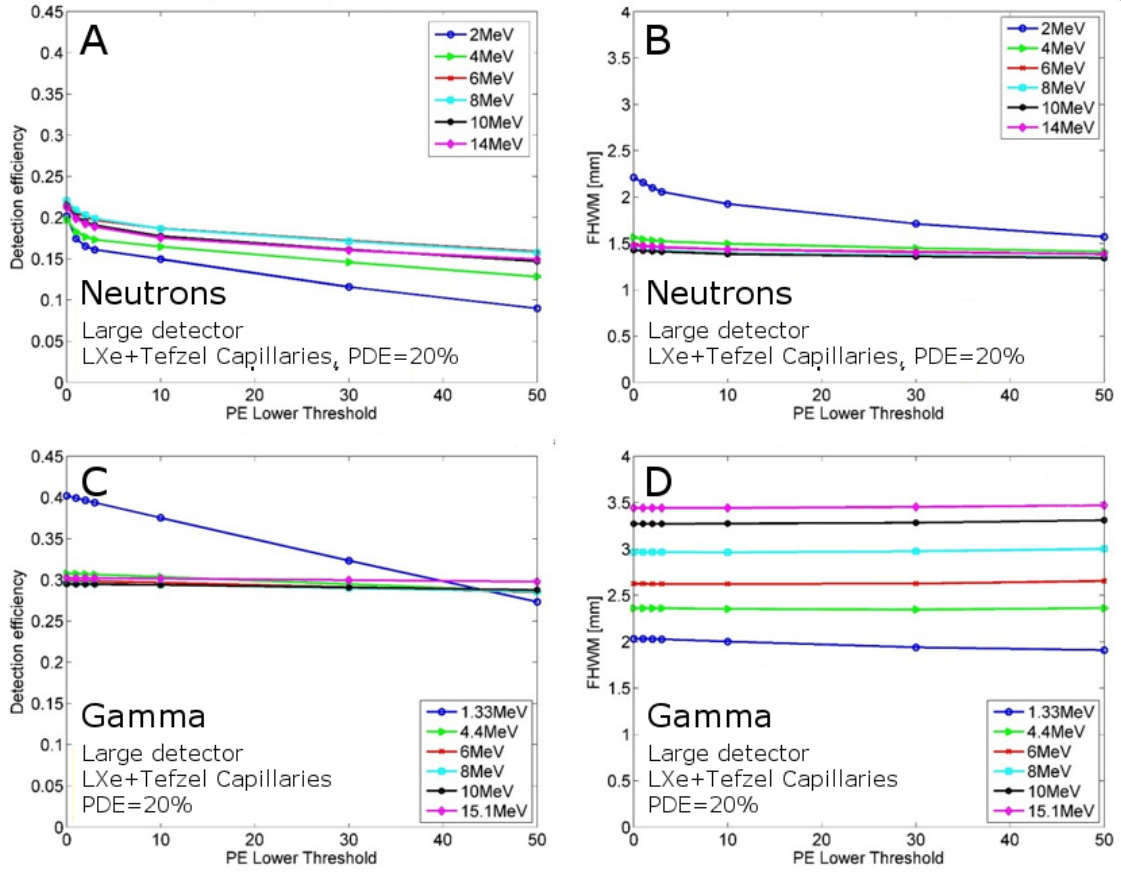 A
0.45
0.4
0.35
0.3
0.25
0.2
0.15
0.1
0.05
0
Detection efficiency
2MeV
4MeV
6MeV
8MeV
10MeV
14MeV
Neutrons
Large detector
LXe+Tefzel Capillaries, PDE=20%
0 10 20 30 40 50
PE Lower Threshold
B
4
3.5
3
2.5
2
1.5
1
0.5
0
FHWM [mm]
2MeV
4MeV
6MeV
8MeV
10MeV
14MeV
Neutrons
Large detector
LXe+Tefzel Capillaries, PDE=20%
0 10 20 30 40 50
PE Lower Threshold
C
0.45
0.4
0.35
0.3
0.25
0.2
0.15
0.1
0.05
0
Detection efficiency
Gamma
Large detector
LXe+Tefzel Capillaries
PDE=20%
1.33MeV
4.4MeV
6MeV
8MeV
10MeV
15.1MeV
0 10 20 30 40 50
PE Lower Threshold
D
4
3.5
3
2.5
2
1.5
1
0.5
0
FHWM [mm]
Gamma
Large detector
LXe+Tefzel Capillaries
PDE=20%
1.33MeV
4.4MeV
6MeV
8MeV
10MeV
15.1MeV
0 10 20 30 40 50
PE Lower Threshold